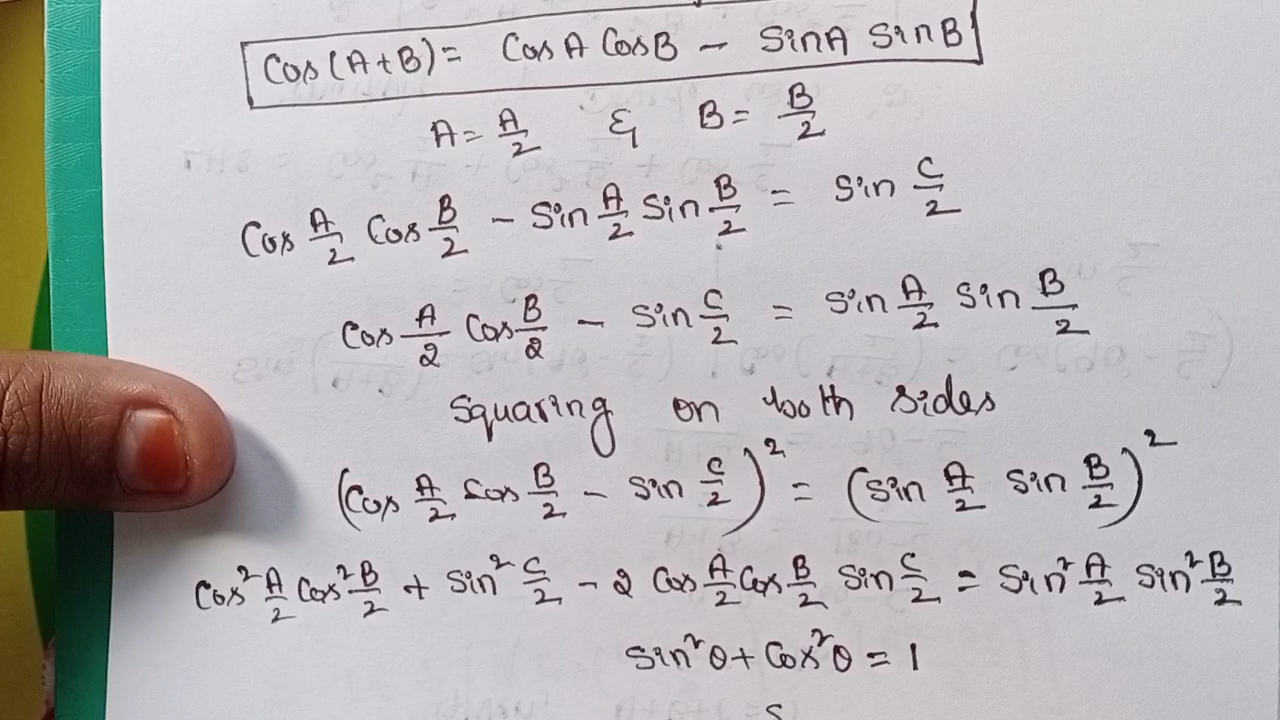 Cos(A+B) = CosA CosB - SinA SinB
A = A/2 & B = B/2
Cos A/2 Cos B/2 - Sin A/2 Sin B/2 = Sin C/2
Cos A/2 Cos B/2 - Sin C/2 = Sin A/2 Sin B/2
Squaring on both sides
(Cos A/2 Cos B/2 - Sin C/2)² = (Sin A/2 Sin B/2)²
Cos² A/2 Cos² B/2 + Sin² C/2 - 2 Cos A/2 Cos B/2 Sin C/2 = Sin² A/2 Sin² B/2
Sin²θ + Cos²θ = 1